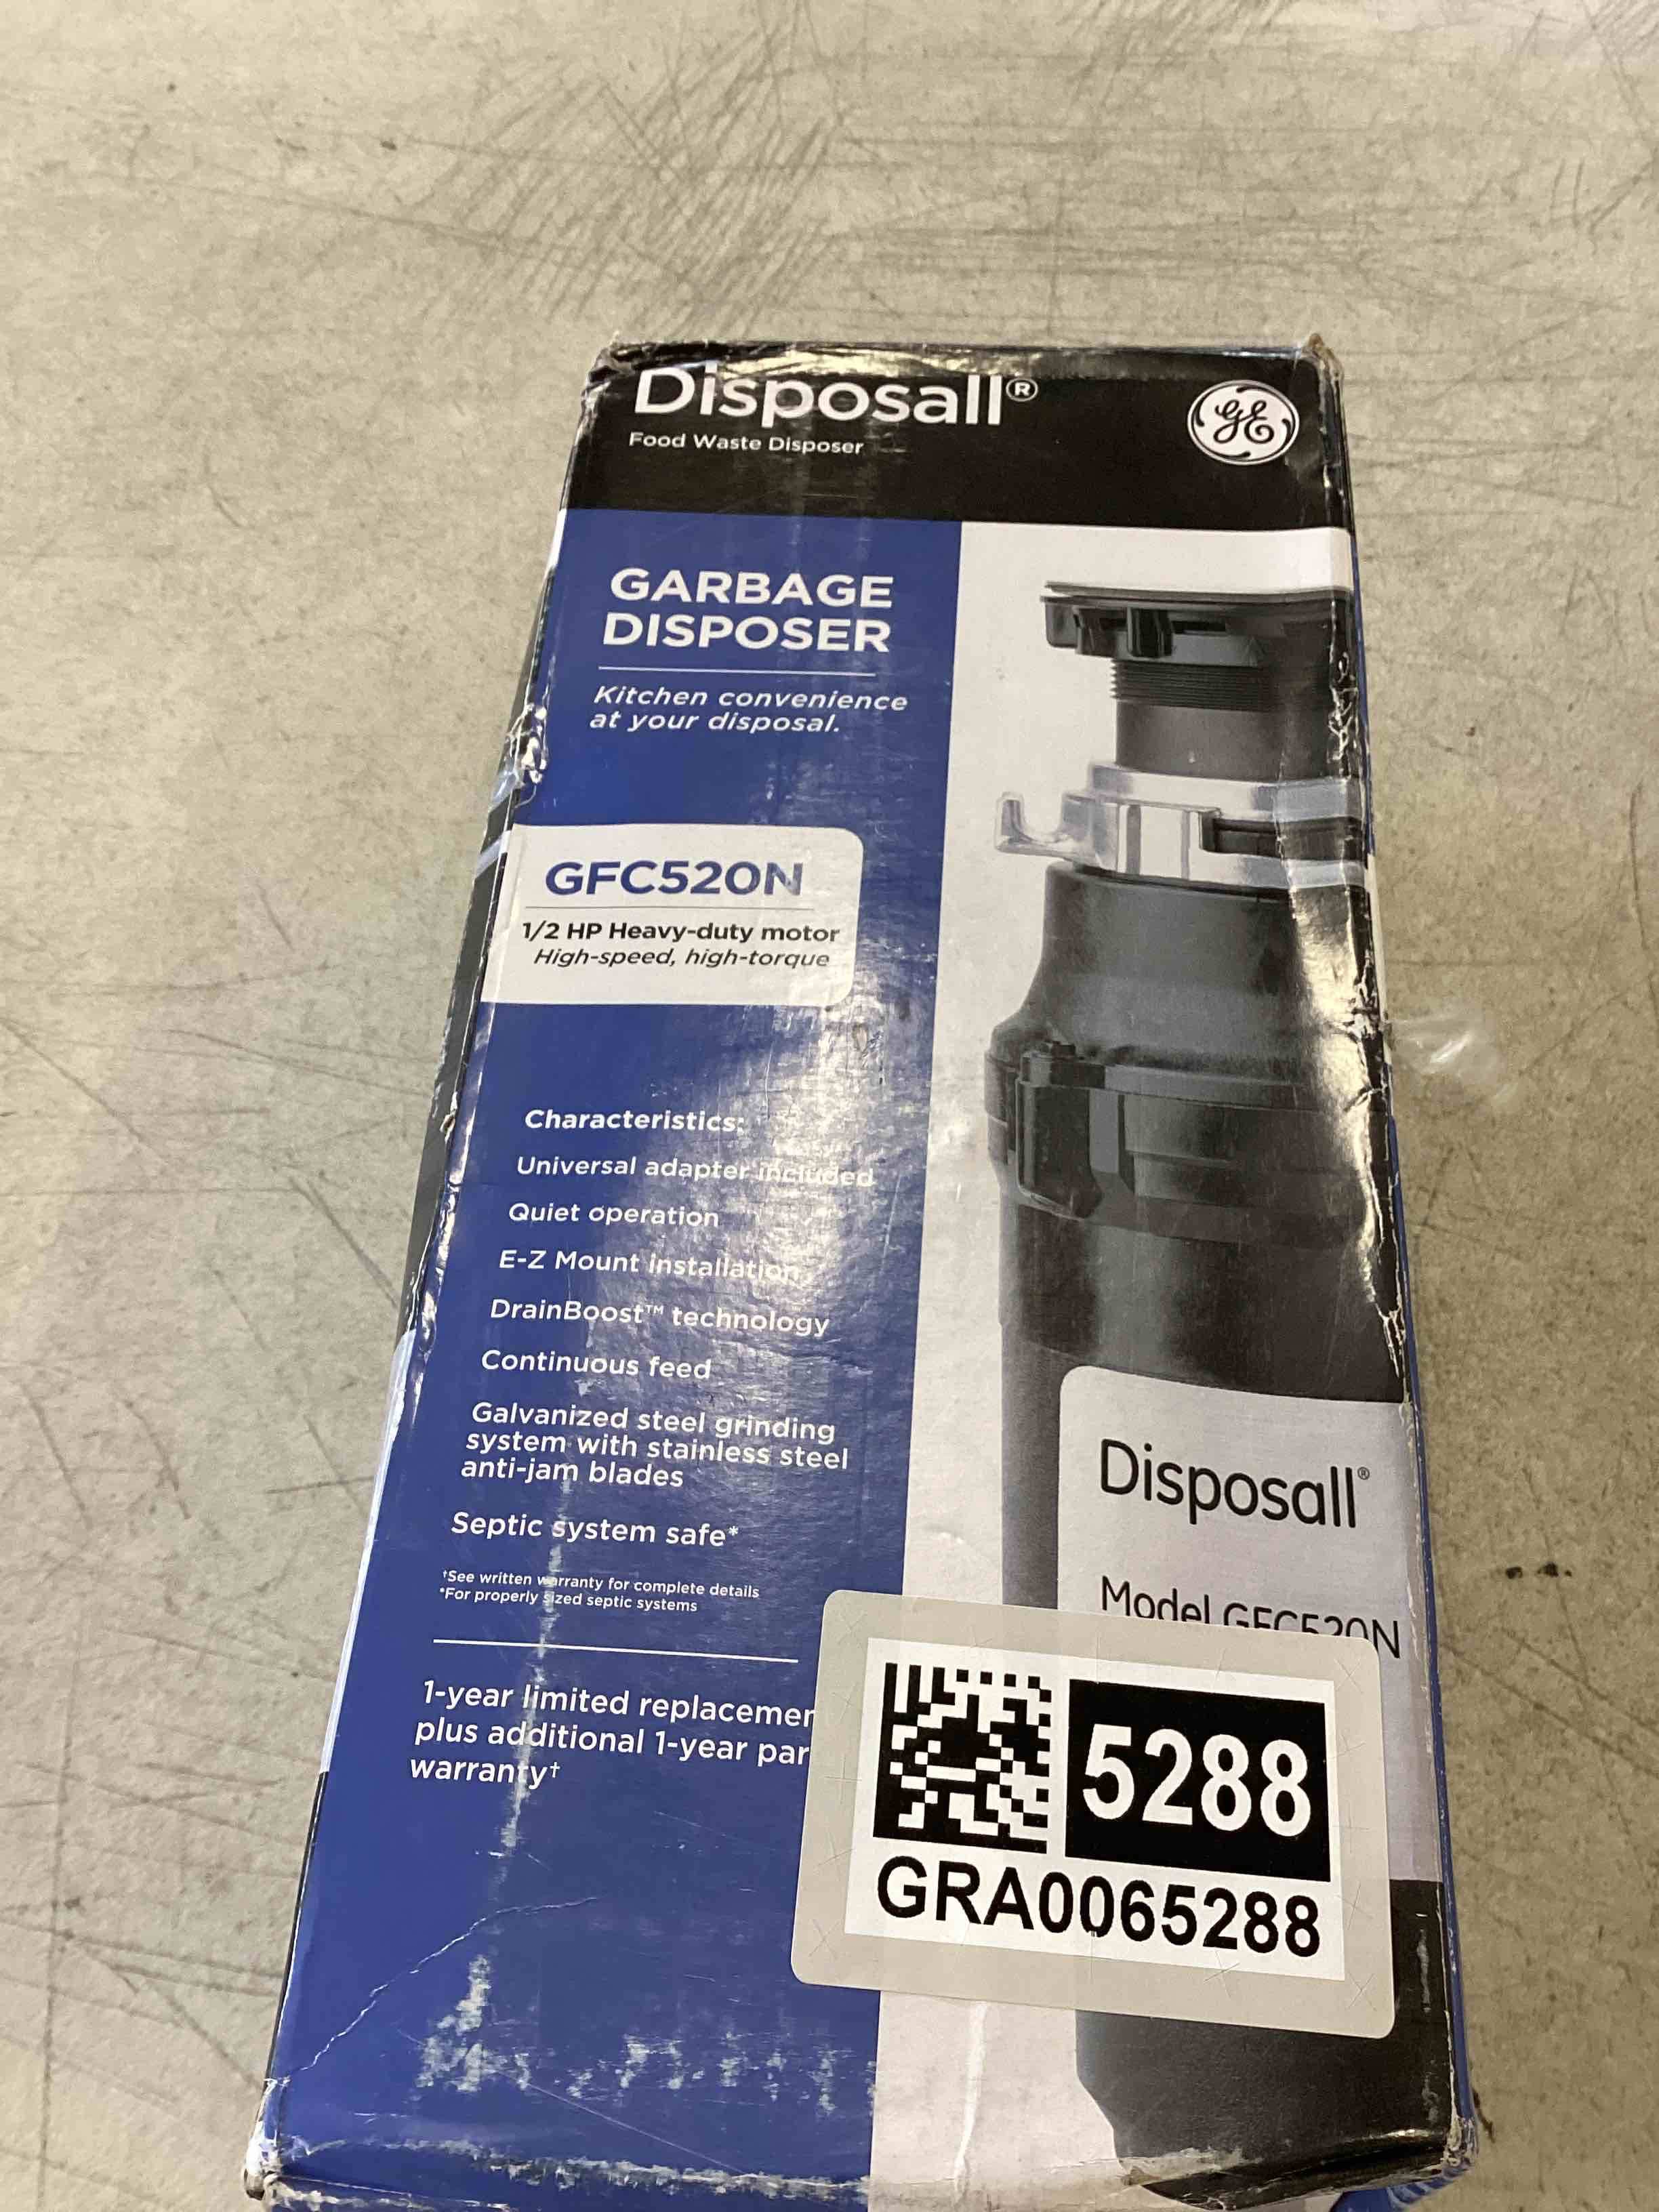 Disposall®
Food Waste Disposer
GE
GARBAGE
DISPOSER
Kitchen convenience
at your disposal.
GFC520N
1/2 HP Heavy-duty motor
High-speed, high-torque
Characteristics:
Universal adapter included
Quiet operation
E-Z Mount installation
DrainBoost™ technology
Continuous feed
Galvanized steel grinding
system with stainless steel
anti-jam blades
Septic system safe*
†See written warranty for complete details
*For properly sized septic systems
1-year limited replacemen
plus additional 1-year par
warranty†
Disposall®
Model GFC520N
5288
GRA0065288